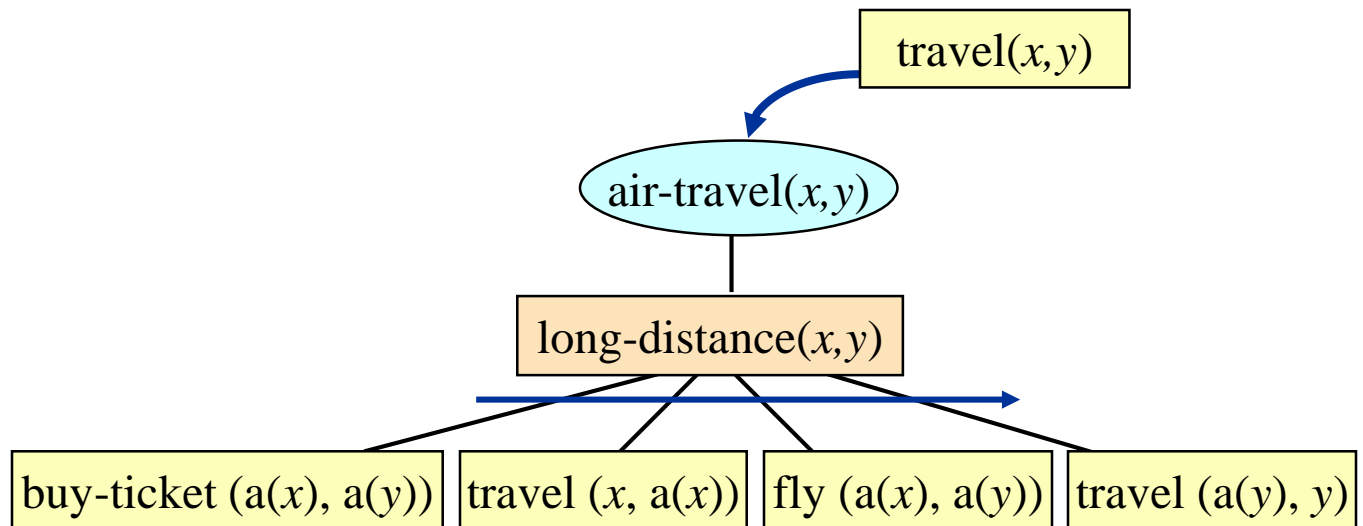 travel(x,y)
air-travel(x,y)
long-distance(x,y)
buy-ticket (a(x), a(y))
travel (x, a(x))
fly (a(x), a(y))
travel (a(y), y)